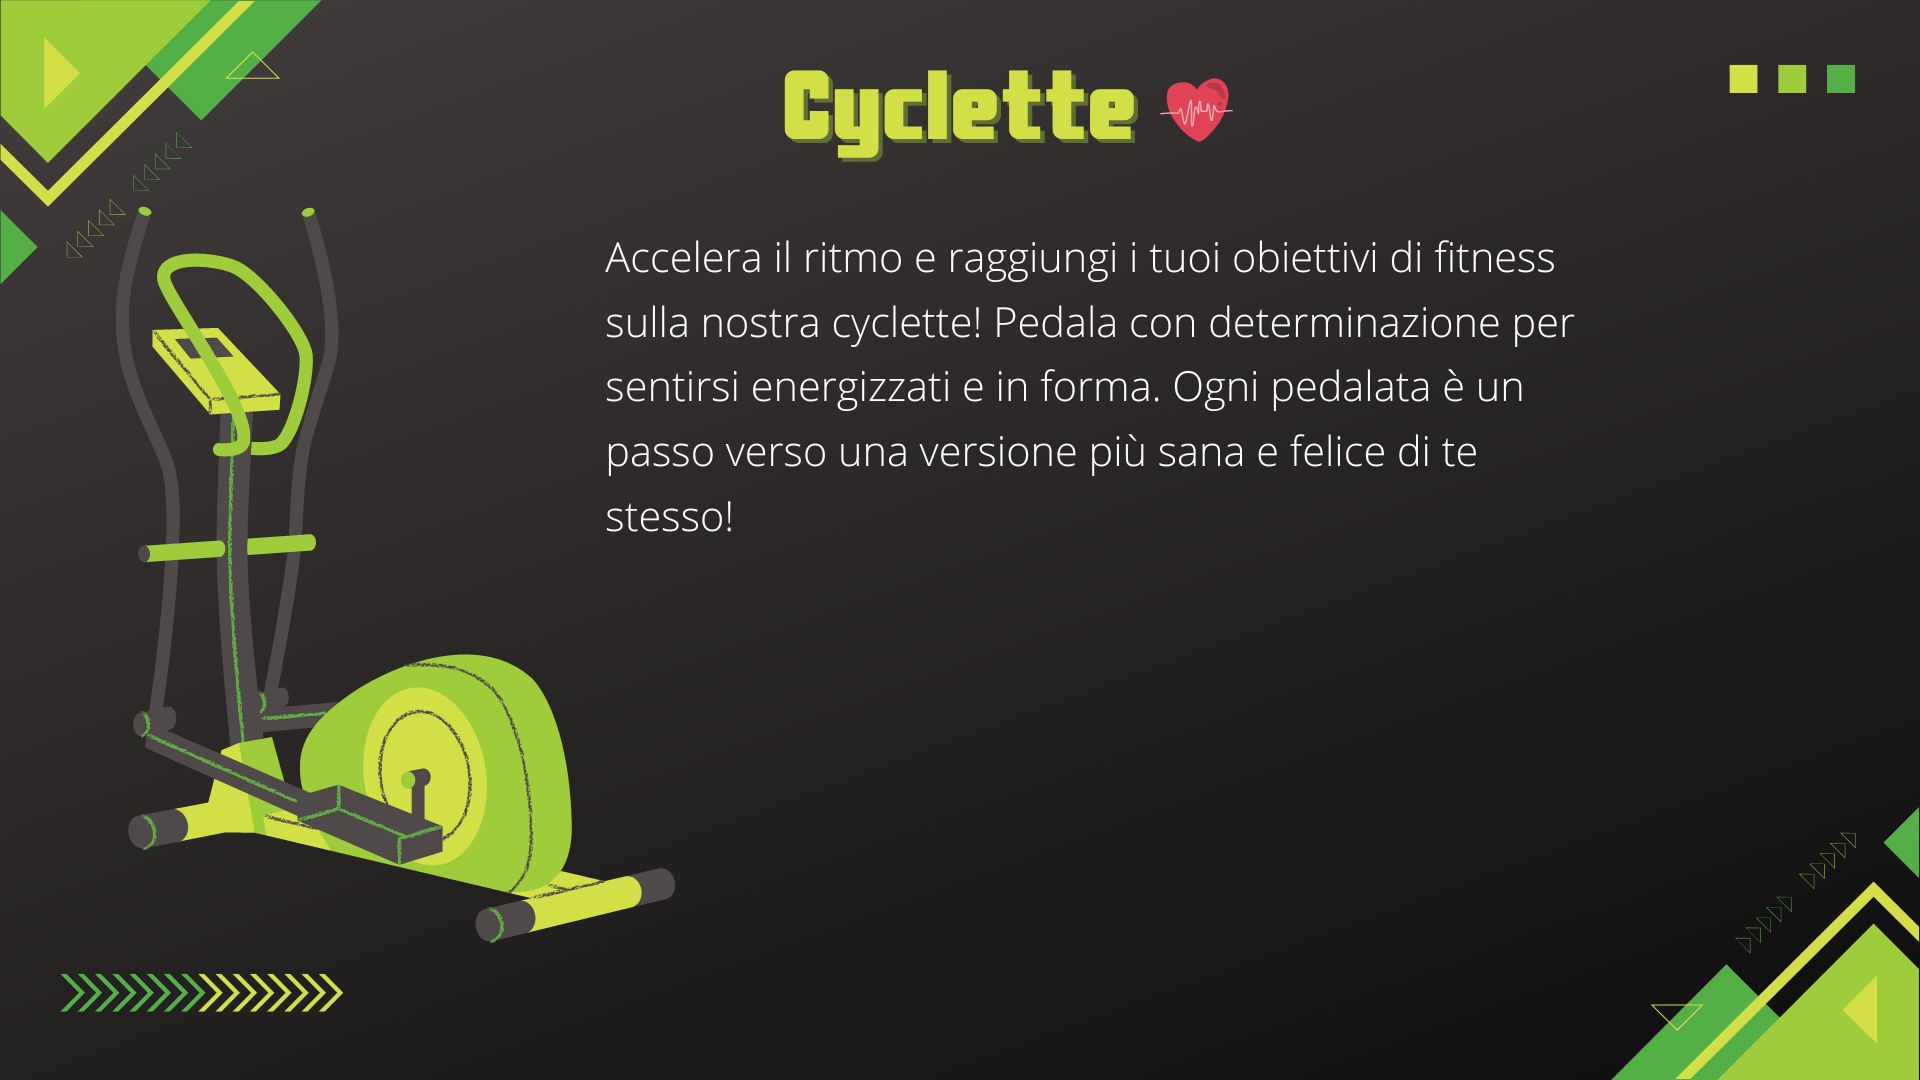 Cyclette
Accelera il ritmo e raggiungi i tuoi obiettivi di fitness
sulla nostra cyclette! Pedala con determinazione per
sentirsi energizzati e in forma. Ogni pedalata è un
passo verso una versione più sana e felice di te
stesso!